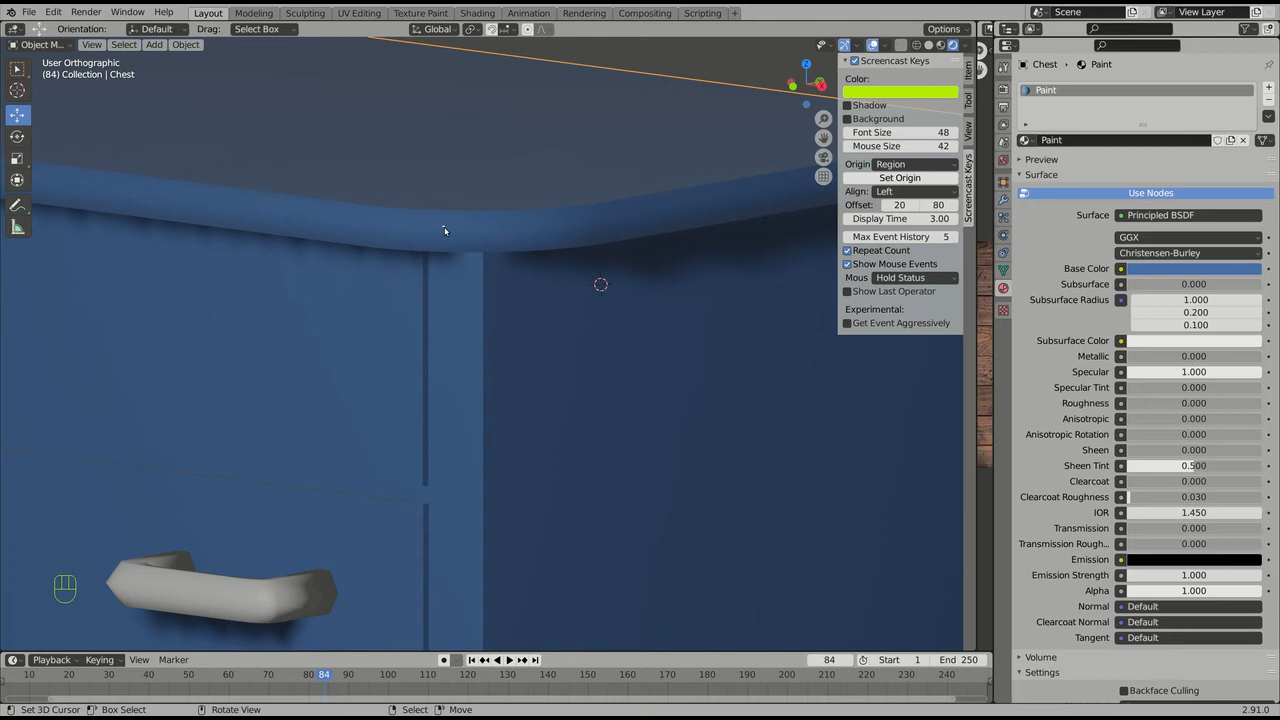 File Edit Render Window Help
Layout Modeling Sculpting UV Editing Texture Paint Shading Animation Rendering Compositing Scripting +
Scene
View Layer
Orientation: Default Drag: Select Box
Global
Options
Object M... View Select Add Object
User Orthographic
(84) Collection | Chest
Z
X
Screencast Keys
Color:
Shadow
Background
Font Size 48
Mouse Size 42
Origin Region
Set Origin
Align: Left
Offset: 20 80
Display Time 3.00
Max Event History 5
Repeat Count
Show Mouse Events
Mous Hold Status
Show Last Operator
Experimental:
Get Event Aggressively
Item
Tool
View
Screencast Keys
Chest Paint
Paint
Paint
Preview
Surface
Use Nodes
Surface Principled BSDF
GGX
Christensen-Burley
Base Color
Subsurface 0.000
Subsurface Radius 1.000
0.200
0.100
Subsurface Color
Metallic 0.000
Specular 1.000
Specular Tint 0.000
Roughness 0.000
Anisotropic 0.000
Anisotropic Rotation 0.000
Sheen 0.000
Sheen Tint 0.500
Clearcoat 0.000
Clearcoat Roughness 0.030
IOR 1.450
Transmission 0.000
Transmission Rough... 0.000
Emission
Emission Strength 1.000
Alpha 1.000
Normal Default
Clearcoat Normal Default
Tangent Default
Volume
Settings
Backface Culling
Playback Keying View Marker
84 Start 1 End 250
10 20 30 40 50 60 70 80 84 90 100 110 120 130 140 150 160 170 180 190 200 210 220 230 240
Set 3D Cursor Box Select Rotate View Select Move
2.91.0